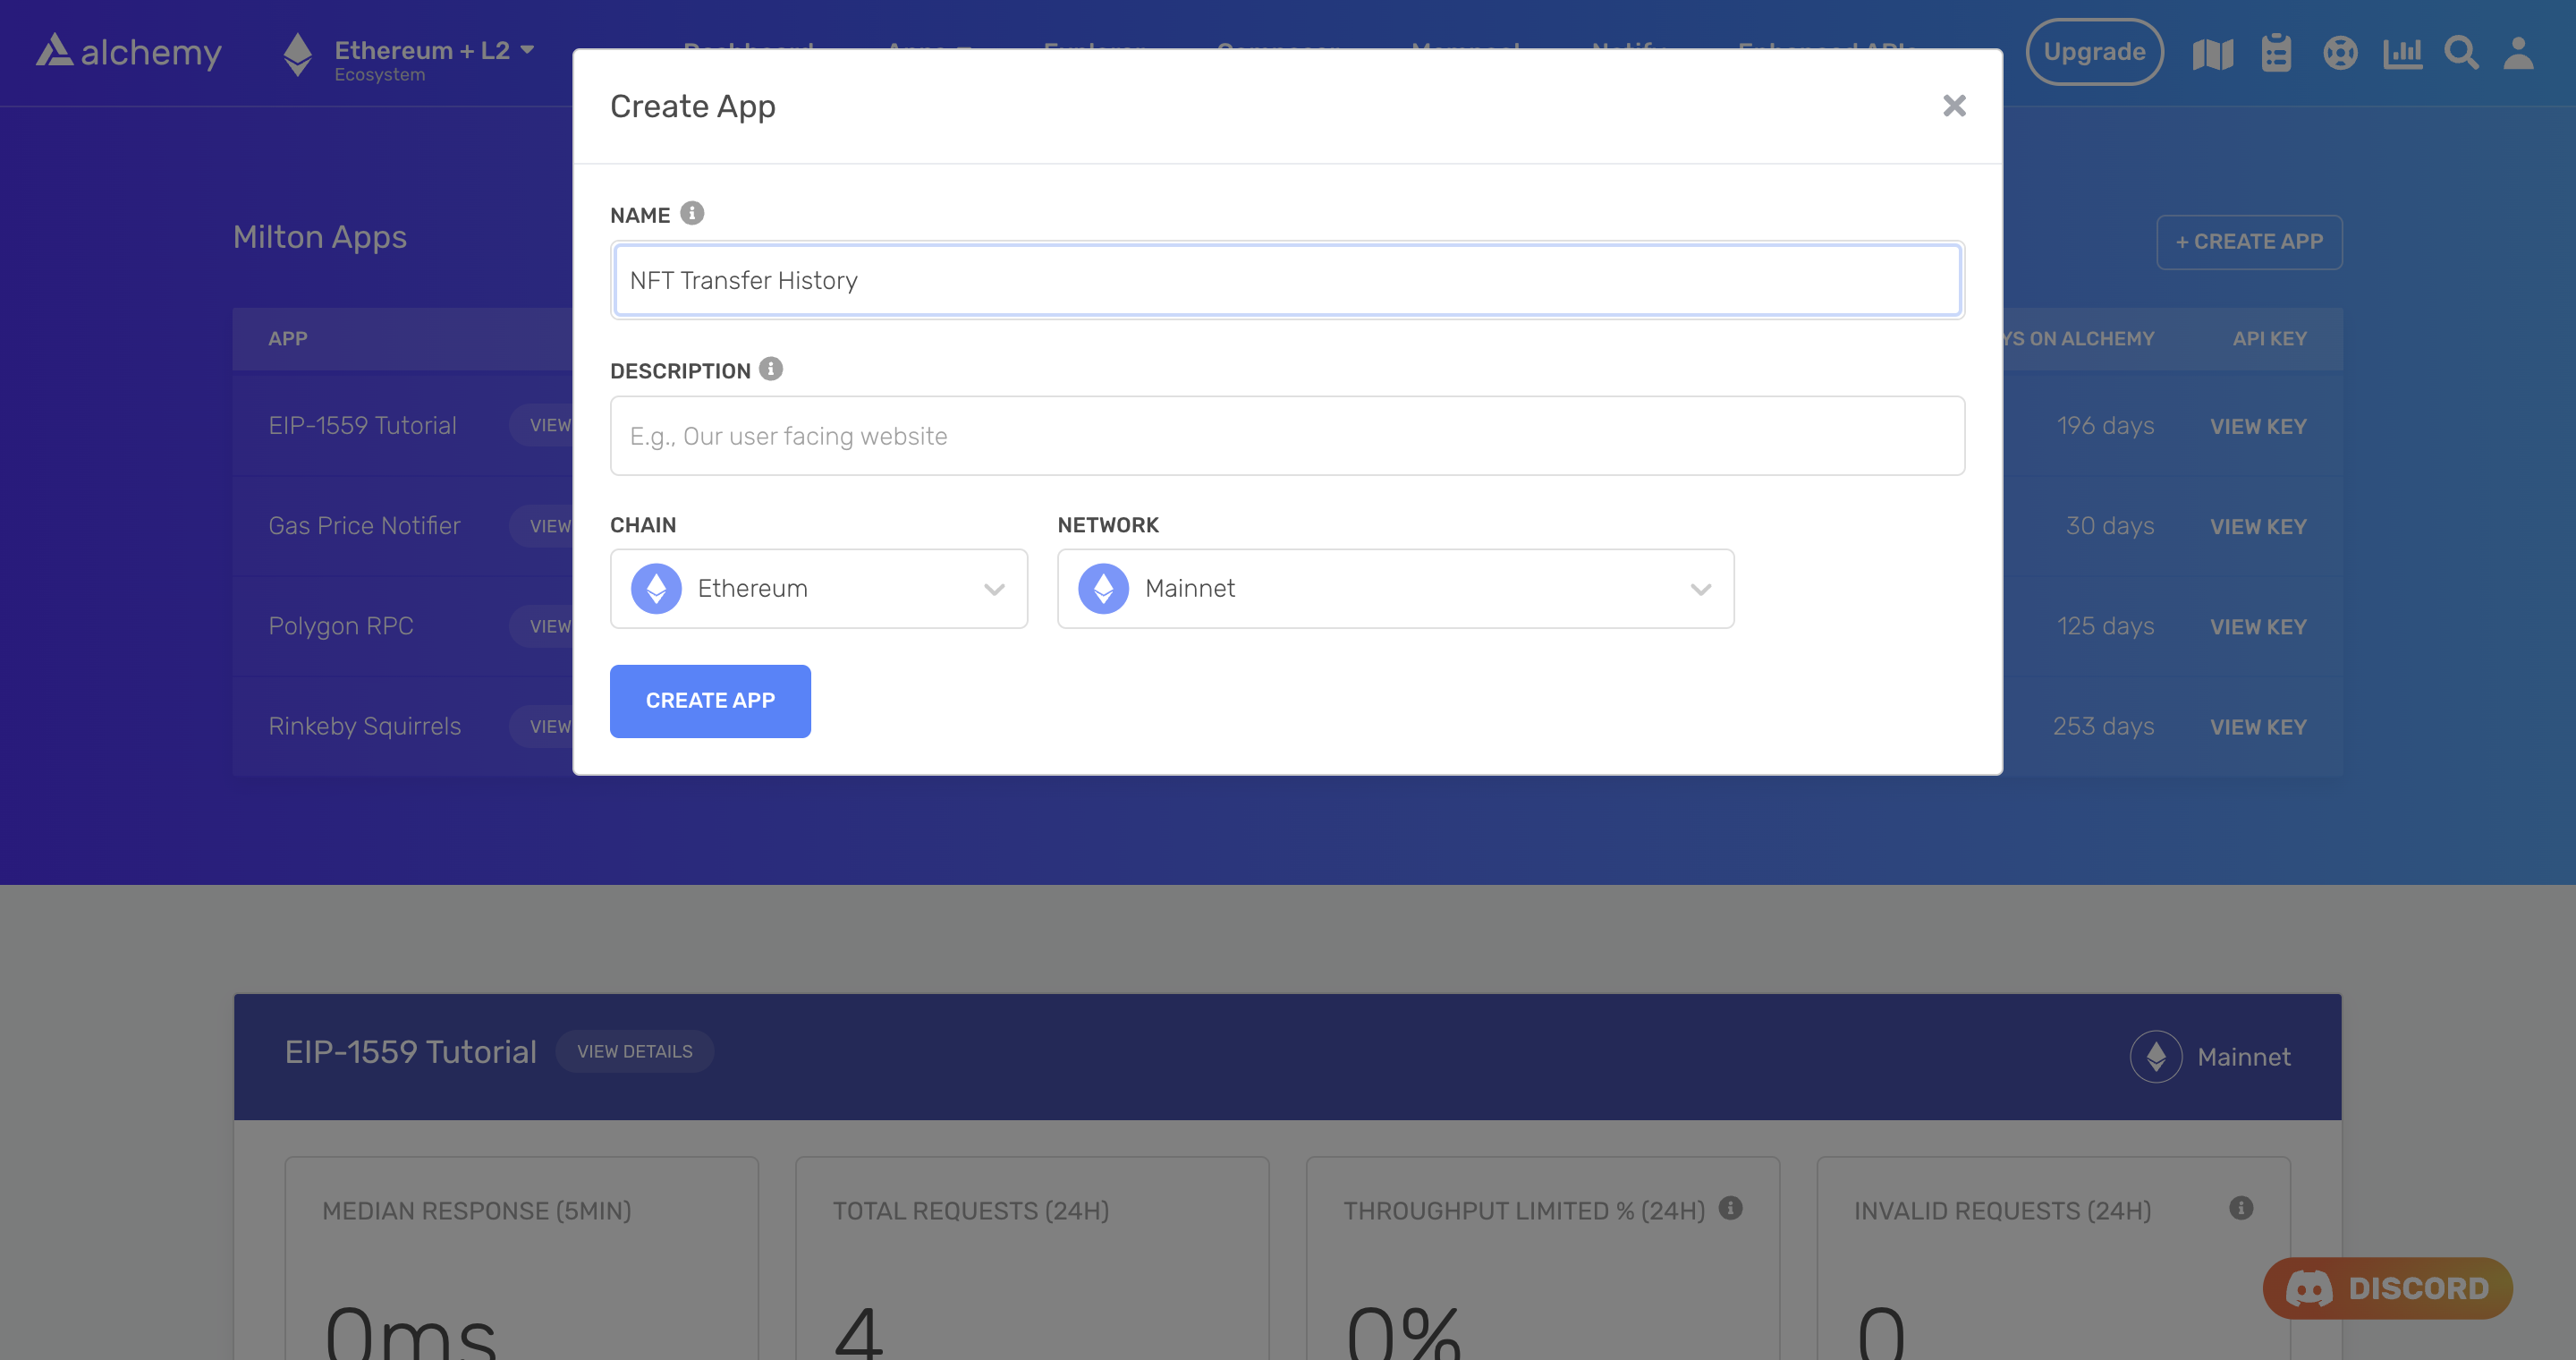 alchemy
Ethereum + L2
Ecosystem
Upgrade
Create App
NAME
NFT Transfer History
DESCRIPTION
E.g., Our user facing website
CHAIN
NETWORK
Ethereum
Mainnet
CREATE APP
Milton Apps
+ CREATE APP
APP
YS ON ALCHEMY
API KEY
EIP-1559 Tutorial
VIEW
196 days
VIEW KEY
Gas Price Notifier
VIEW
30 days
VIEW KEY
Polygon RPC
VIEW
125 days
VIEW KEY
Rinkeby Squirrels
VIEW
253 days
VIEW KEY
EIP-1559 Tutorial
VIEW DETAILS
Mainnet
MEDIAN RESPONSE (5MIN)
TOTAL REQUESTS (24H)
THROUGHPUT LIMITED % (24H)
INVALID REQUESTS (24H)
0ms
4
0%
0
DISCORD